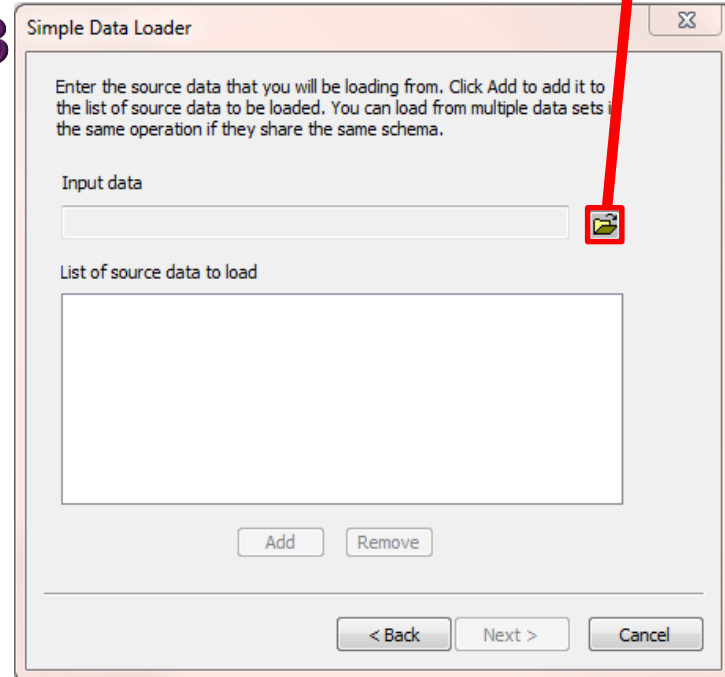 3
Simple Data Loader
Enter the source data that you will be loading from. Click Add to add it to
the list of source data to be loaded. You can load from multiple data sets i
the same operation if they share the same schema.
Input data
List of source data to load
Add Remove
< Back Next > Cancel